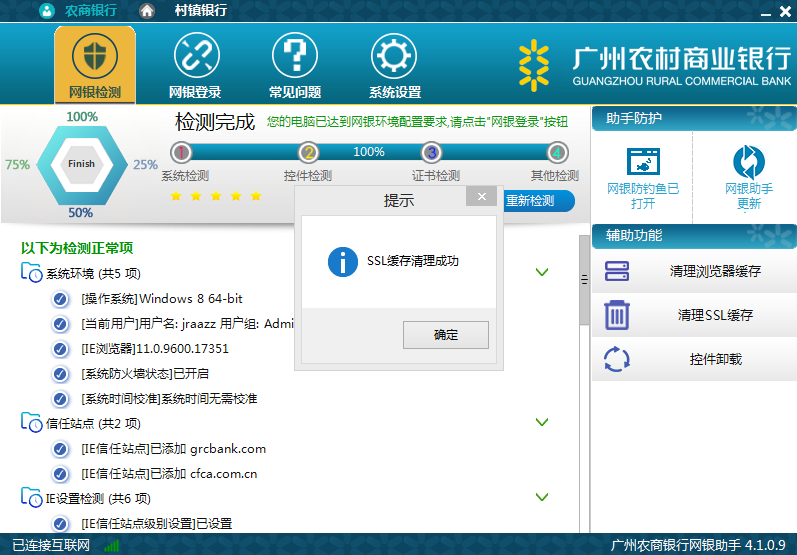 农商银行
村镇银行
网银检测
网银登录
常见问题
系统设置
广州农村商业银行
GUANGZHOU RURAL COMMERCIAL BANK
100%
75%
Finish
25%
50%
检测完成
您的电脑已达到网银环境配置要求,请点击"网银登录"按钮
1
2
100%
3
4
系统检测
控件检测
证书检测
其他检测
重新检测
助手防护
网银防钓鱼已
打开
网银助手
更新
辅助功能
清理浏览器缓存
清理SSL缓存
控件卸载
提示
SSL缓存清理成功
确定
以下为检测正常项
系统环境 (共5 项)
[操作系统]Windows 8 64-bit
[当前用户]用户名: jraazz 用户组: Admi
[IE浏览器]11.0.9600.17351
[系统防火墙状态]已开启
[系统时间校准]系统时间无需校准
信任站点 (共2 项)
[IE信任站点]已添加 grcbank.com
[IE信任站点]已添加 cfca.com.cn
IE设置检测 (共6 项)
[IE信任站点级别设置]已设置
已连接互联网
广州农商银行网银助手 4.1.0.9